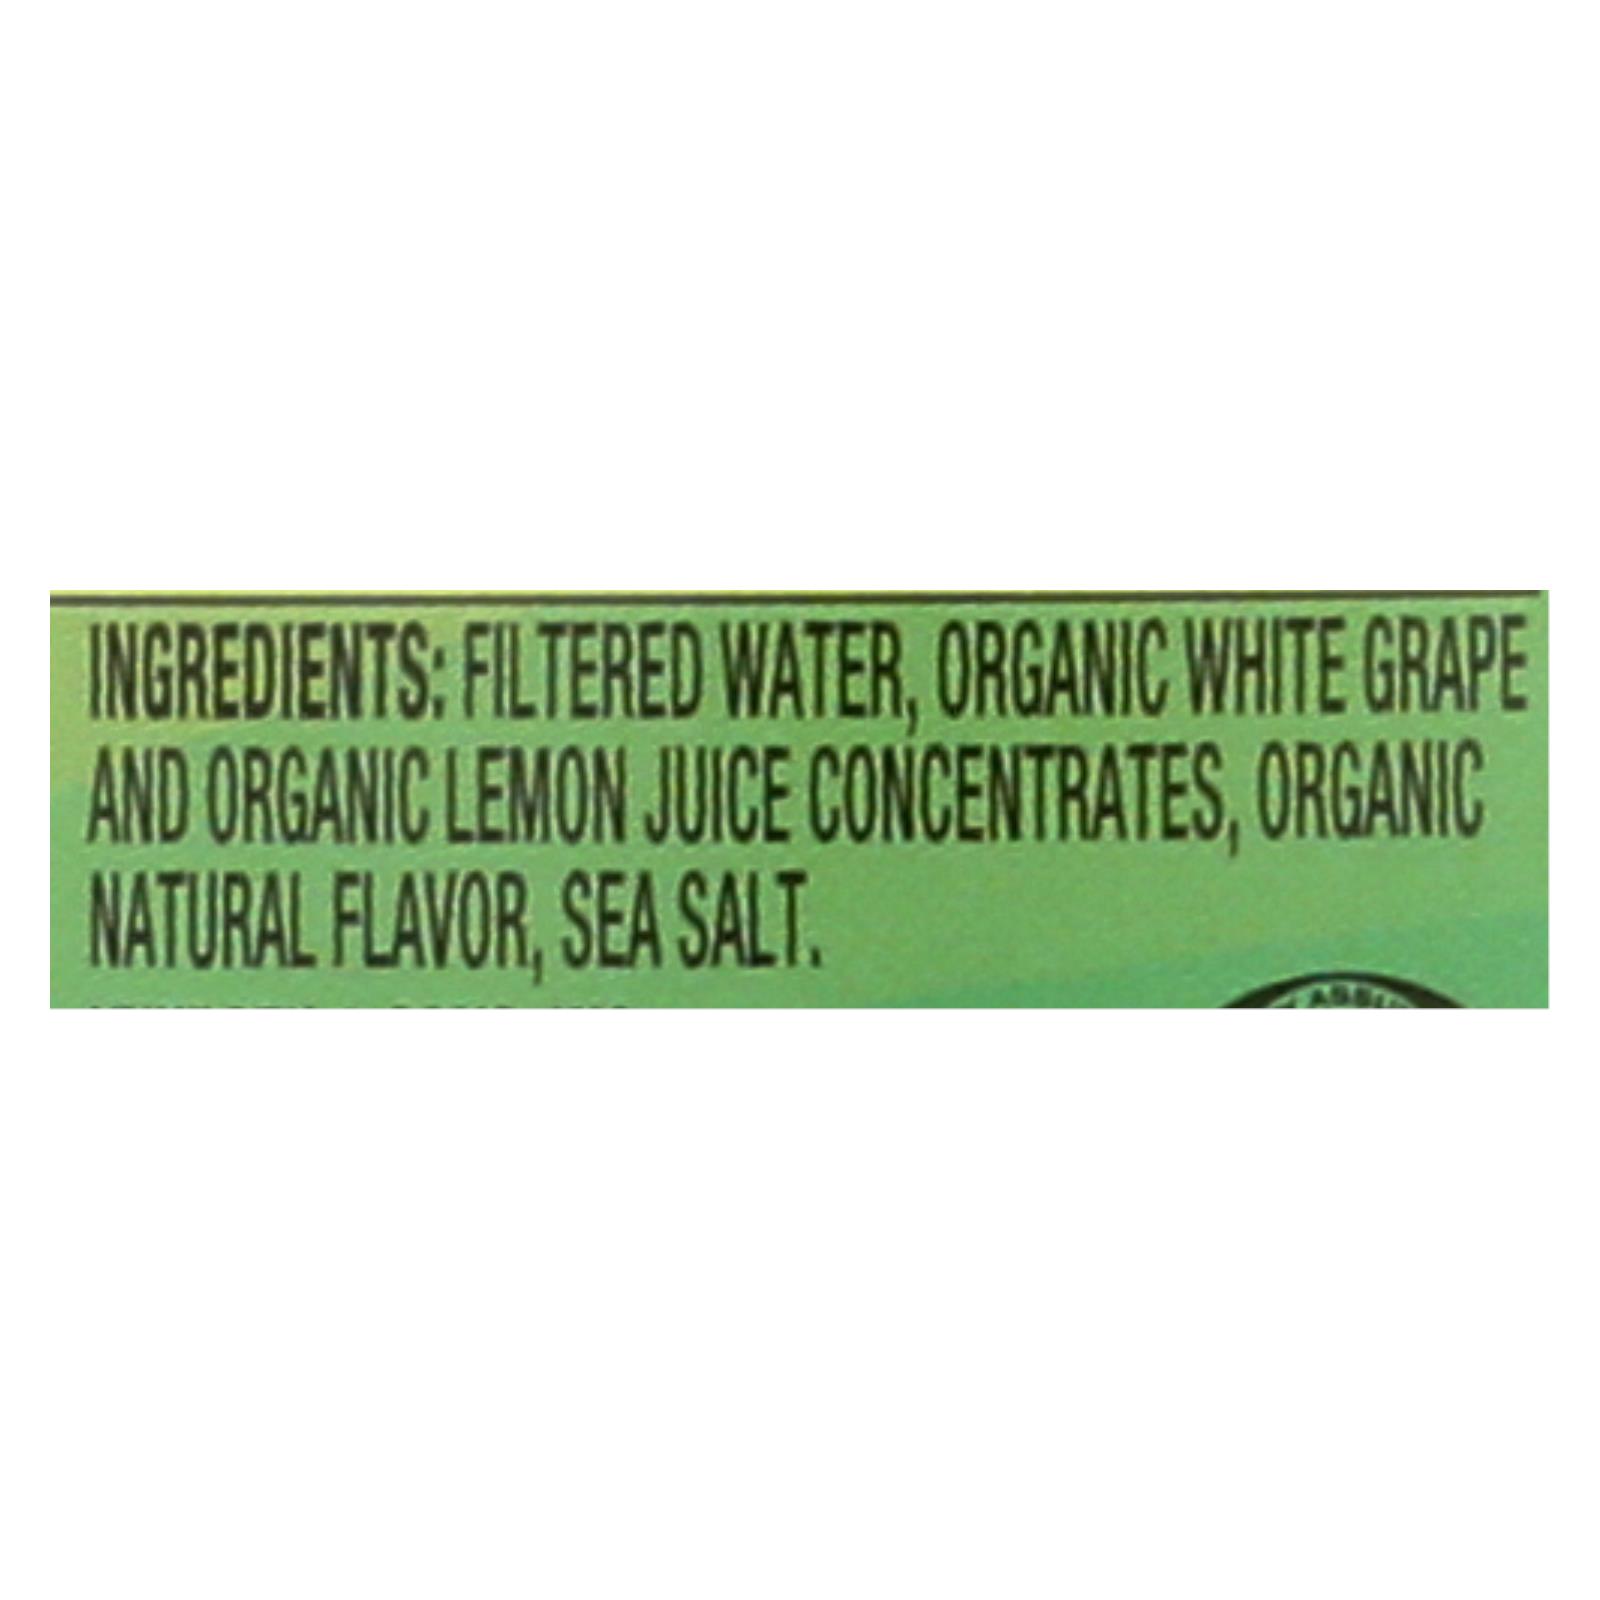 INGREDIENTS: FILTERED WATER, ORGANIC WHITE GRAPE
AND ORGANIC LEMON JUICE CONCENTRATES, ORGANIC
NATURAL FLAVOR, SEA SALT.